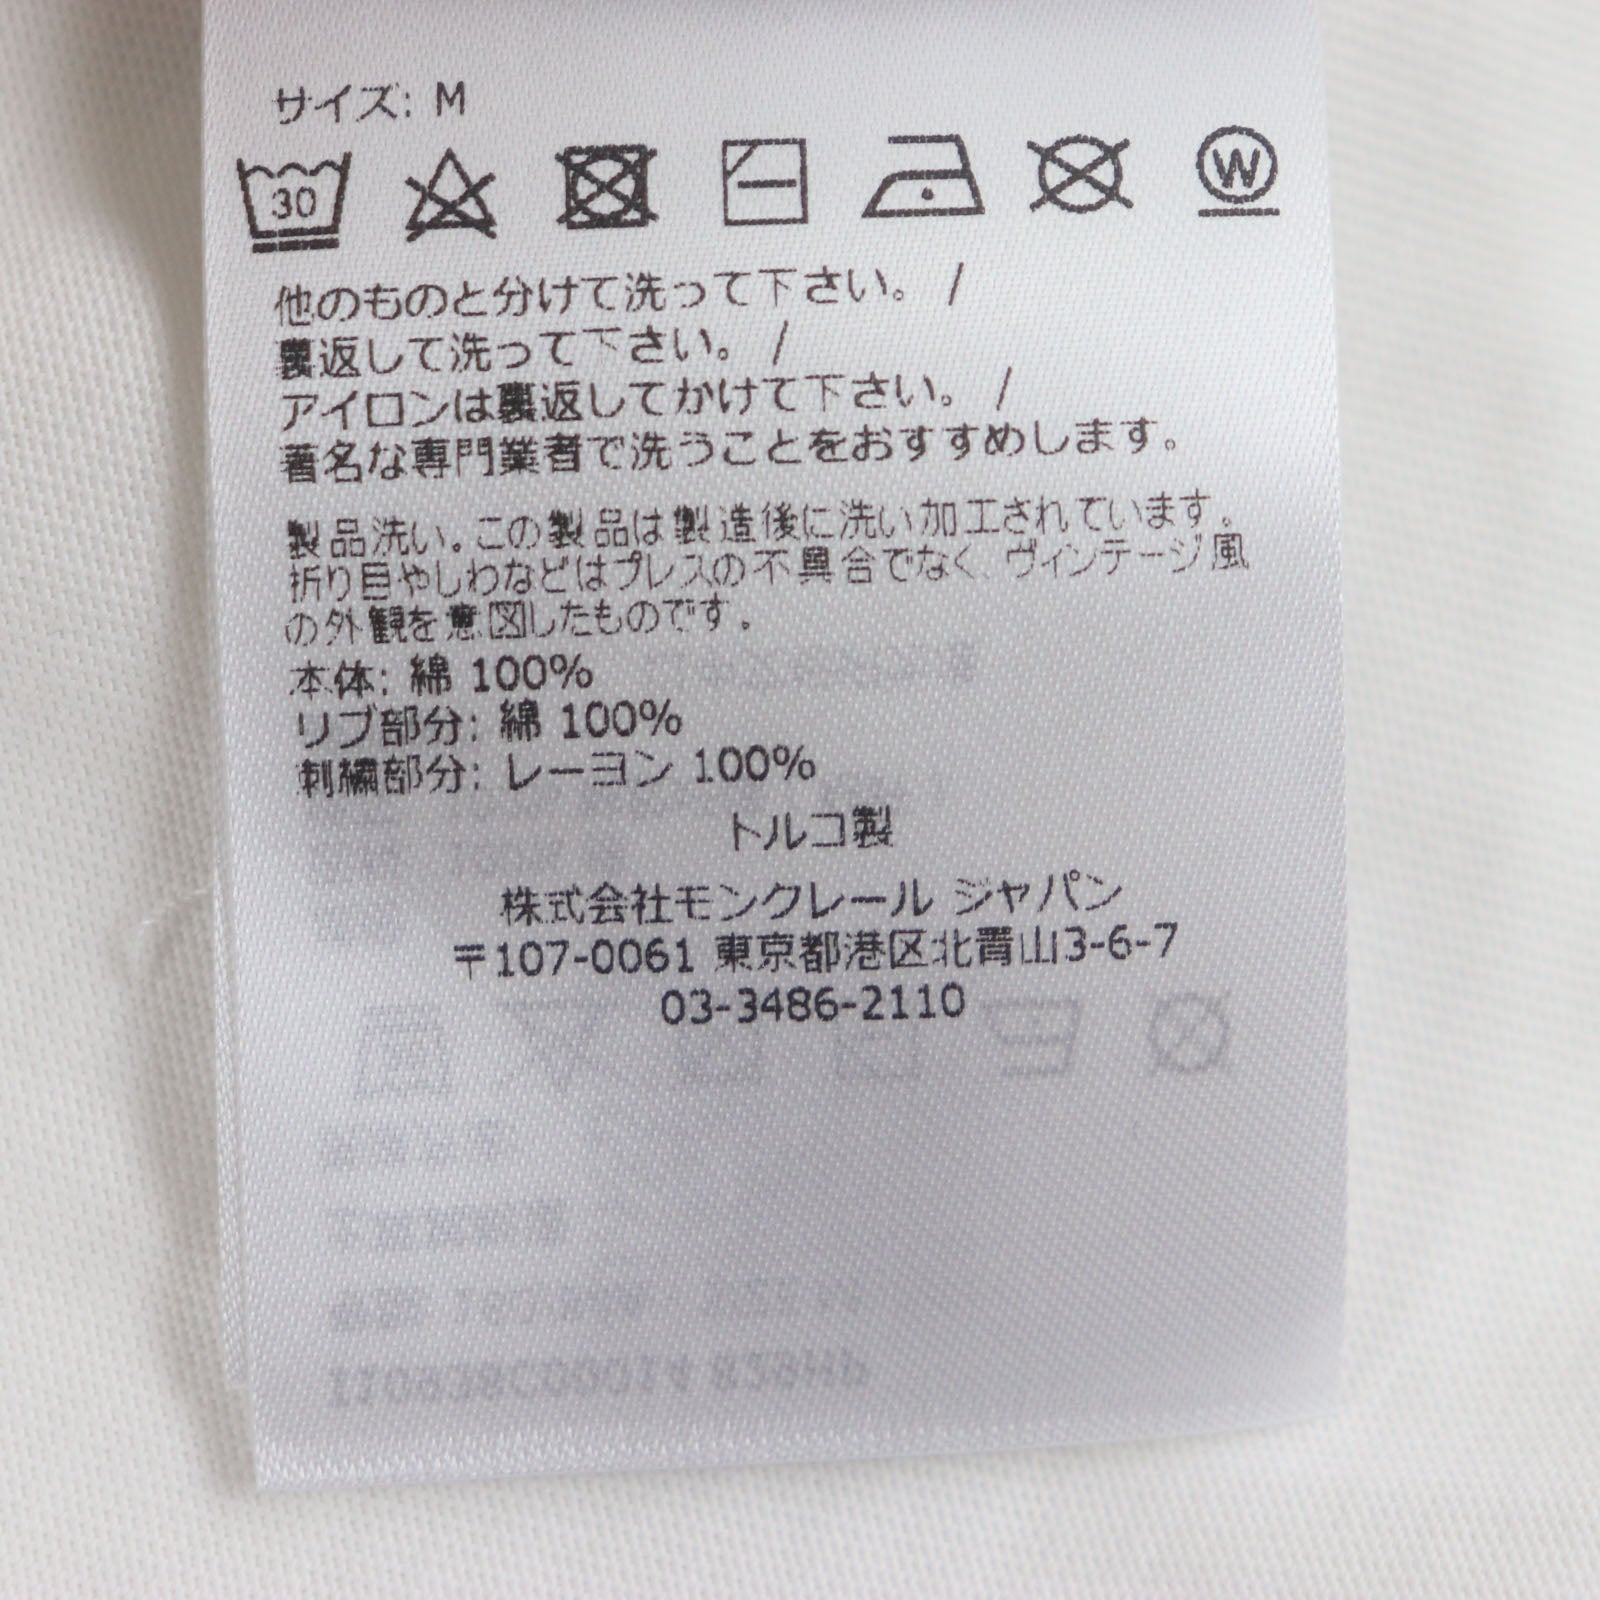 サイズ: M
30
W
他のものと分けて洗って下さい。 /
裏返して洗って下さい。 /
アイロンは裏返してかけて下さい。 /
著名な専門業者で洗うことをおすすめします。
製品洗い。この製品は製造後に洗い加工されています。
折り目やしわなどはプレスの不具合でなく、ヴィンテージ風
の外観を意図したものです。
本体: 綿 100%
リブ部分: 綿 100%
刺繍部分: レーヨン 100%
トルコ製
株式会社モンクレール ジャパン
〒107-0061 東京都港区北青山3-6-7
03-3486-2110